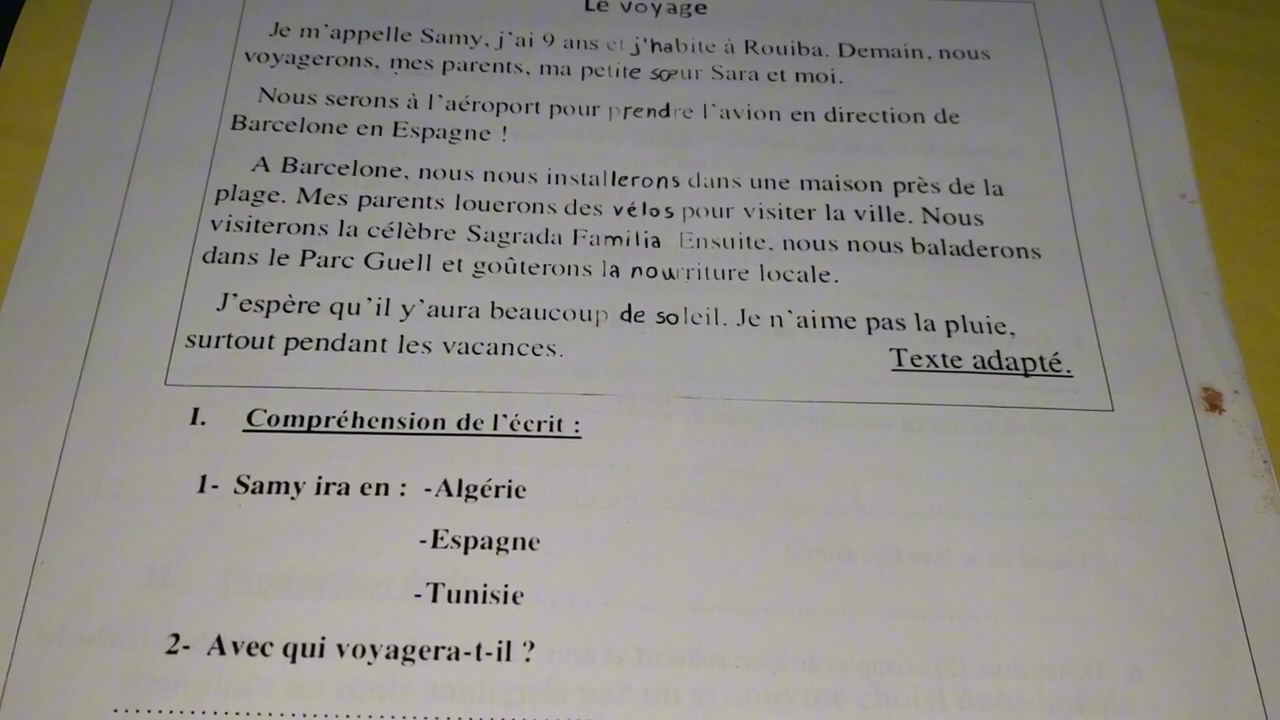 Le voyage
Je m'appelle Samy, j'ai 9 ans et j'habite à Rouiba. Demain, nous
voyagerons, mes parents, ma petite sœur Sara et moi.
Nous serons à l'aéroport pour prendre l'avion en direction de
Barcelone en Espagne !
A Barcelone, nous nous installerons dans une maison près de la
plage. Mes parents loueront des vélos pour visiter la ville. Nous
visiterons la célèbre Sagrada Familia Ensuite, nous nous baladerons
dans le Parc Guell et goûterons la nourriture locale.
J'espère qu'il y'aura beaucoup de soleil. Je n'aime pas la pluie,
surtout pendant les vacances.
Texte adapté.
I. Compréhension de l'écrit :
1- Samy ira en : -Algérie
-Espagne
-Tunisie
2- Avec qui voyagera-t-il ?